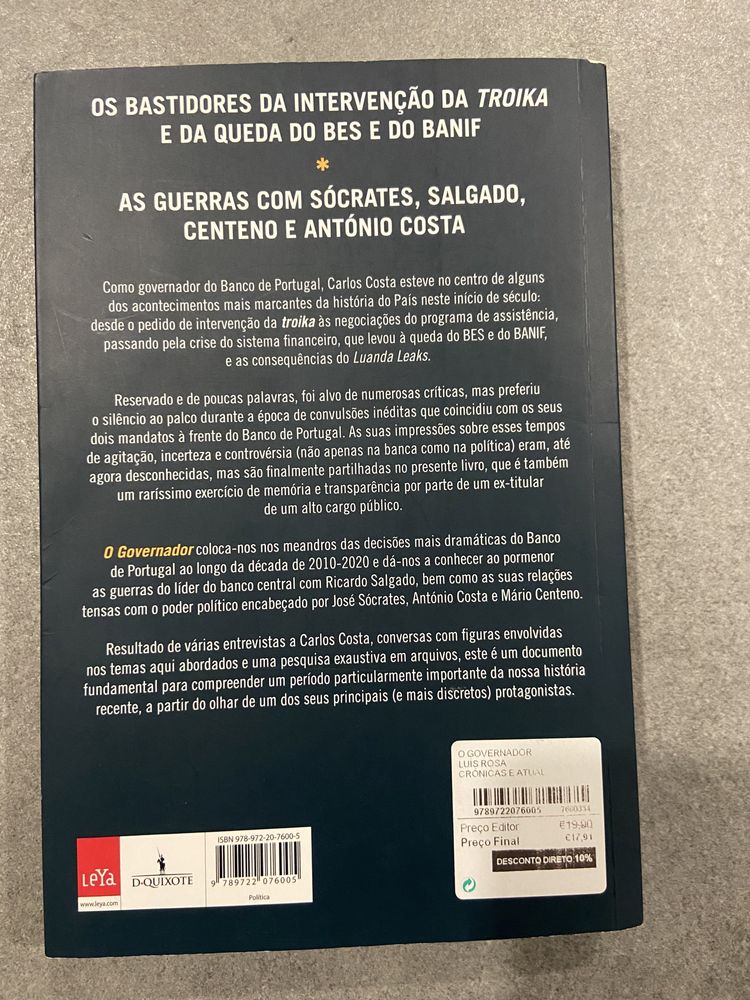 OS BASTIDORES DA INTERVENÇÃO DA TROIKA
E DA QUEDA DO BES E DO BANIF
*
AS GUERRAS COM SÓCRATES, SALGADO,
CENTENO E ANTÓNIO COSTA
Como governador do Banco de Portugal, Carlos Costa esteve no centro de alguns
dos acontecimentos mais marcantes da história do País neste início de século:
desde o pedido de intervenção da troika às negociações do programa de assistência,
passando pela crise do sistema financeiro, que levou à queda do BES e do BANIF,
e as consequências do Luanda Leaks.
Reservado e de poucas palavras, foi alvo de numerosas críticas, mas preferiu
o silêncio ao palco durante a época de convulsões inéditas que coincidiu com os seus
dois mandatos à frente do Banco de Portugal. As suas impressões sobre esses tempos
de agitação, incerteza e controvérsia (não apenas na banca como na política) eram, até
agora desconhecidas, mas são finalmente partilhadas no presente livro, que é também
um raríssimo exercício de memória e transparência por parte de um ex-titular
de um alto cargo público.
O Governador coloca-nos nos meandros das decisões mais dramáticas do Banco
de Portugal ao longo da década de 2010-2020 e dá-nos a conhecer ao pormenor
as guerras do líder do banco central com Ricardo Salgado, bem como as suas relações
tensas com o poder político encabeçado por José Sócrates, António Costa e Mário Centeno.
Resultado de várias entrevistas a Carlos Costa, conversas com figuras envolvidas
nos temas aqui abordados e uma pesquisa exaustiva em arquivos, este é um documento
fundamental para compreender um período particularmente importante da nossa história
recente, a partir do olhar de um dos seus principais (e mais discretos) protagonistas.
O GOVERNADOR
LUIS ROSA
CRÓNICAS E ATUAL
9789722076005 7600334
Preço Editor €19,90
Preço Final €17,91
DESCONTO DIRETO 10%
LeYa
www.leya.com
D-QUIXOTE
ISBN 978-972-20-7600-5
9 789722 076005
Política